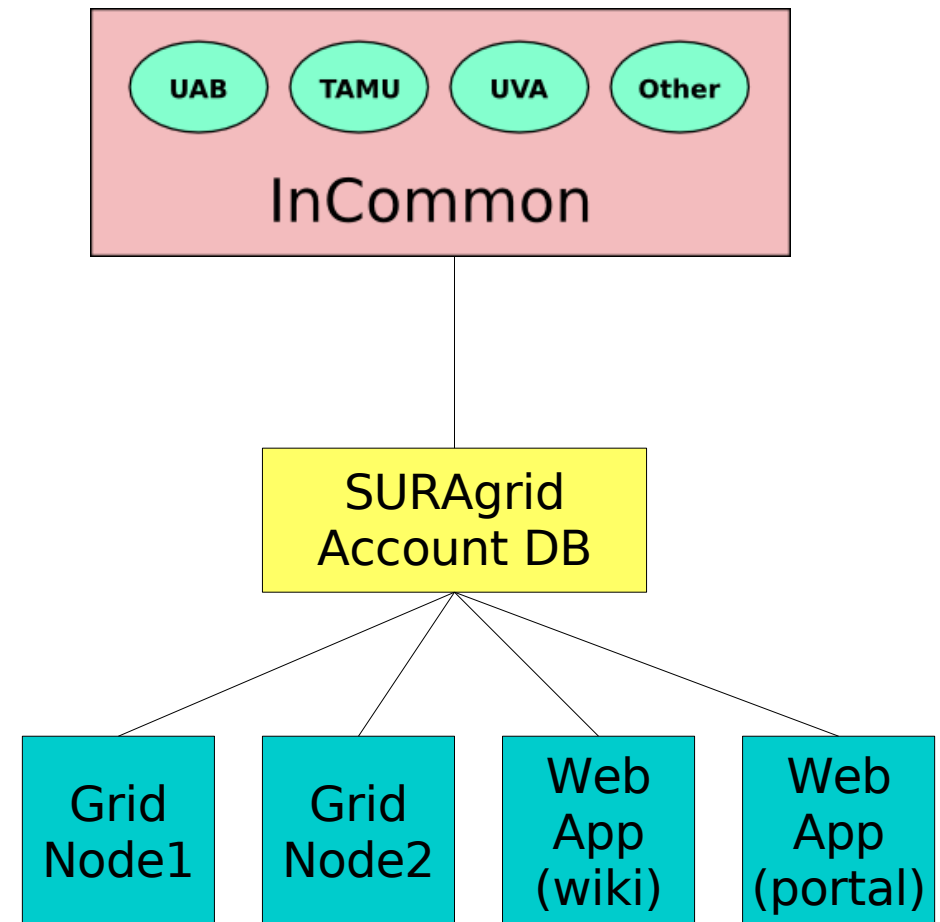 UAB TAMU UVA Other
InCommon
SURAgrid
Account DB
Grid
Node1
Grid
Node2
Web
App
(wiki)
Web
App
(portal)